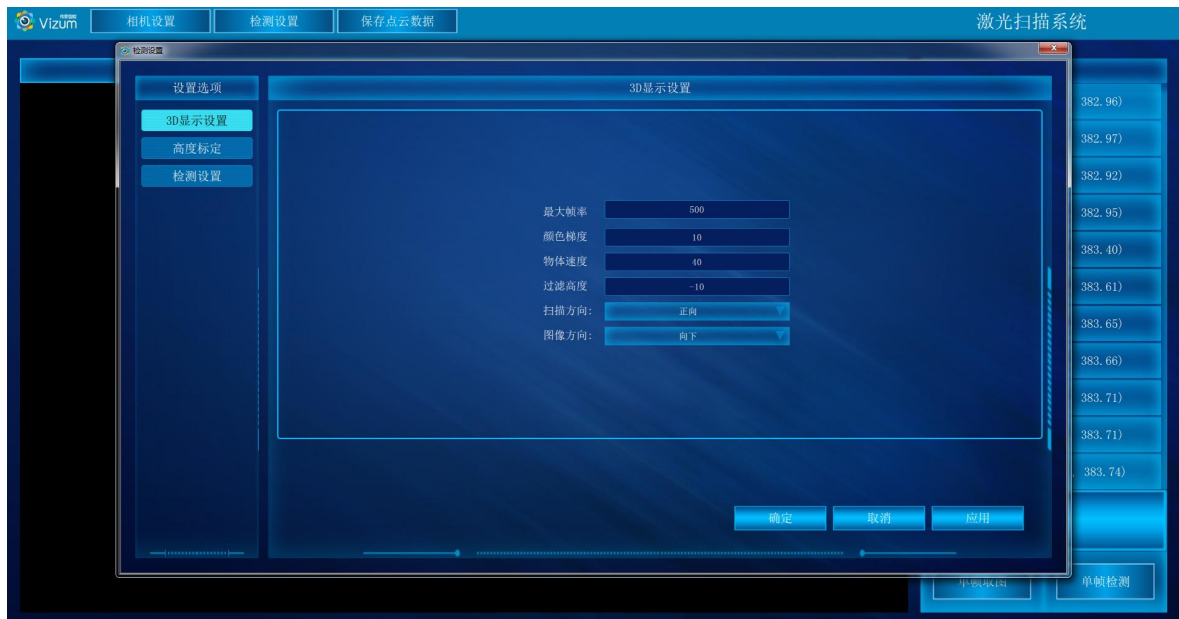 Vizum
相机设置
检测设置
保存点云数据
激光扫描系统
检测设置
设置选项
3D显示设置
高度标定
检测设置
3D显示设置
最大帧率 500
颜色梯度 10
物体速度 40
过滤高度 -10
扫描方向: 正向
图像方向: 向下
确定
取消
应用
382.96)
382.97)
382.92)
382.95)
383.40)
383.61)
383.65)
383.66)
383.71)
383.71)
, 383.74)
单帧取图
单帧检测